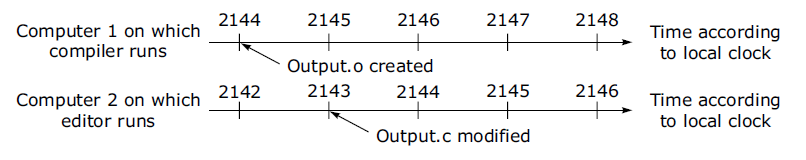 2144 2145 2146 2147 2148
Computer 1 on which
compiler runs
Time according
to local clock
Output.o created
2142 2143 2144 2145 2146
Computer 2 on which
editor runs
Time according
to local clock
Output.c modified